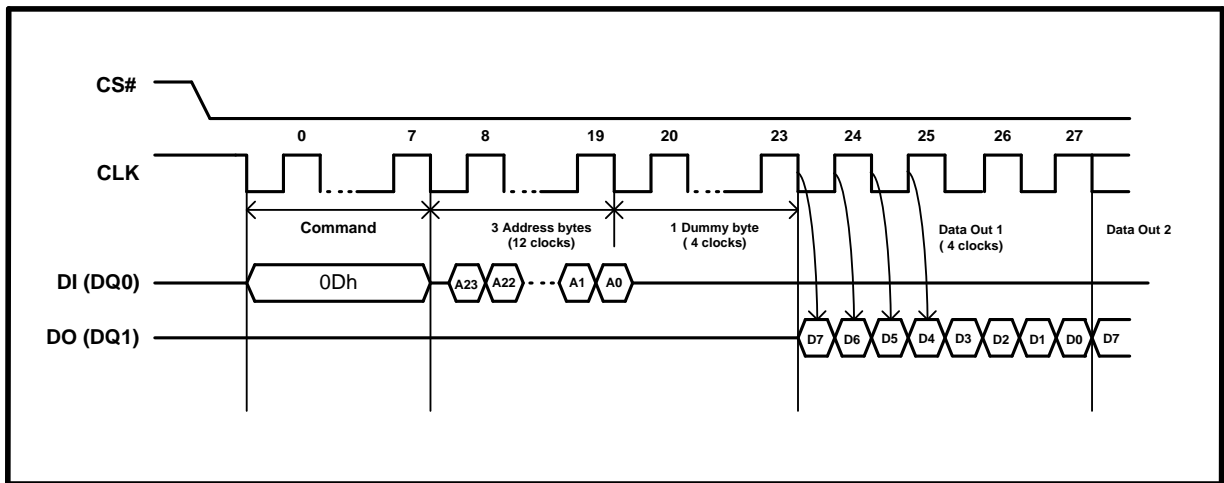 CS#
0 7 8 19 20 23 24 25 26 27
CLK
Command
3 Address bytes
(12 clocks)
1 Dummy byte
( 4 clocks)
Data Out 1
( 4 clocks)
Data Out 2
DI (DQ0)
0Dh
A23 A22 A1 A0
DO (DQ1)
D7 D6 D5 D4 D3 D2 D1 D0 D7